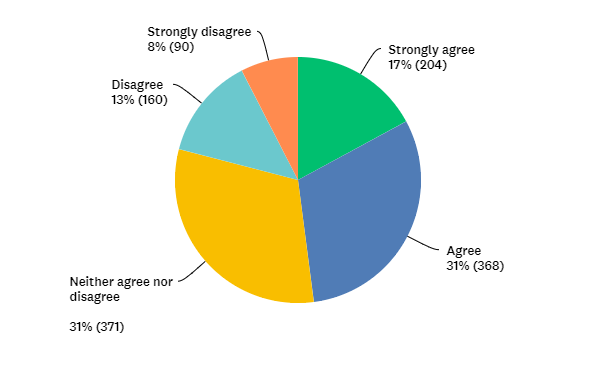 Strongly disagree
8% (90)
Strongly agree
17% (204)
Disagree
13% (160)
Agree
31% (368)
Neither agree nor
disagree
31% (371)